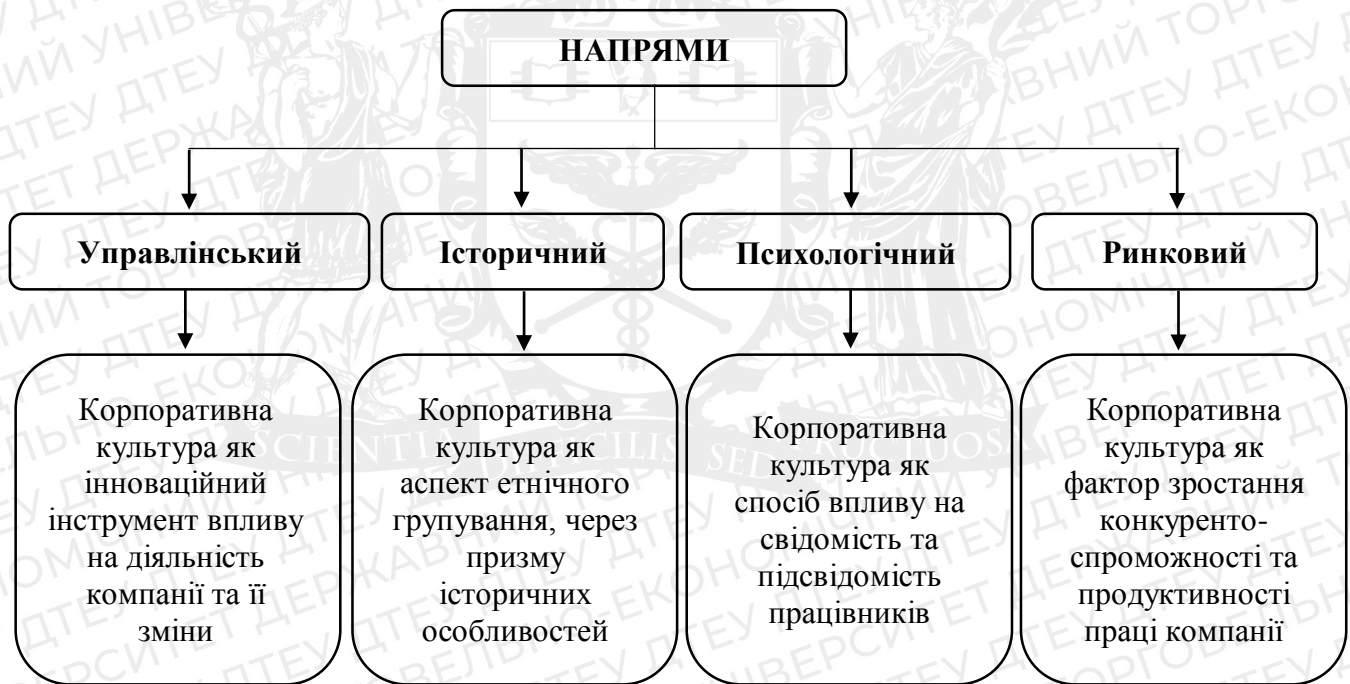 НАПРЯМИ
Управлінський
Історичний
Психологічний
Ринковий
Корпоративна
культура як
інноваційний
інструмент впливу
на діяльність
компанії та її
зміни
Корпоративна
культура як
аспект етнічного
групування, через
призму
історичних
особливостей
Корпоративна
культура як
спосіб впливу на
свідомість та
підсвідомість
працівників
Корпоративна
культура як
фактор зростання
конкуренто-
спроможності та
продуктивності
праці компанії